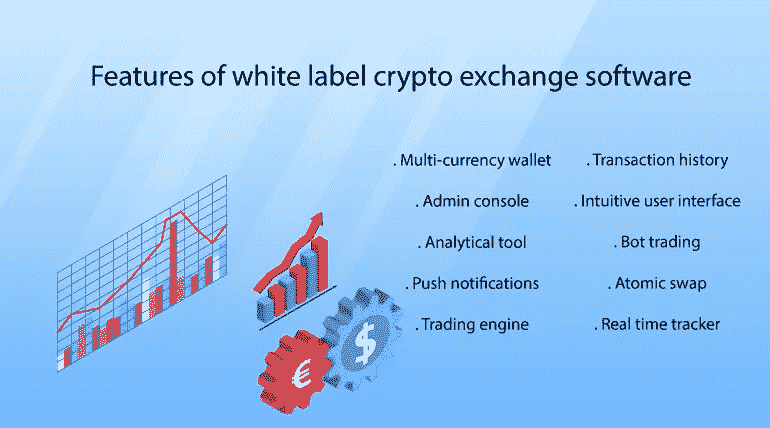 Features of white label crypto exchange software
. Multi-currency wallet
. Admin console
. Analytical tool
. Push notifications
. Trading engine
. Transaction history
. Intuitive user interface
. Bot trading
. Atomic swap
. Real time tracker
€
$